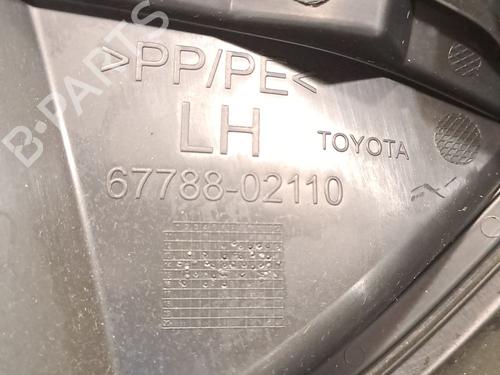 >PP/PE<
LH
TOYOTA
67788-02110
B-PARTS